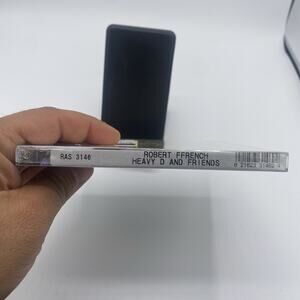 RAS 3146
ROBERT FFRENCH
HEAVY D AND FRIENDS